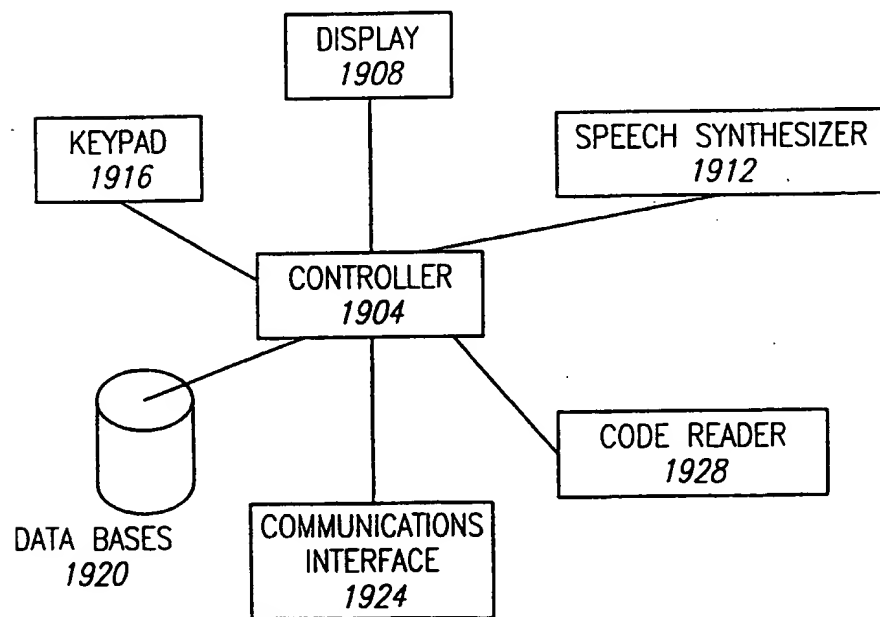 DISPLAY
1908
KEYPAD
1916
SPEECH SYNTHESIZER
1912
CONTROLLER
1904
DATA BASES
1920
CODE READER
1928
COMMUNICATIONS
INTERFACE
1924